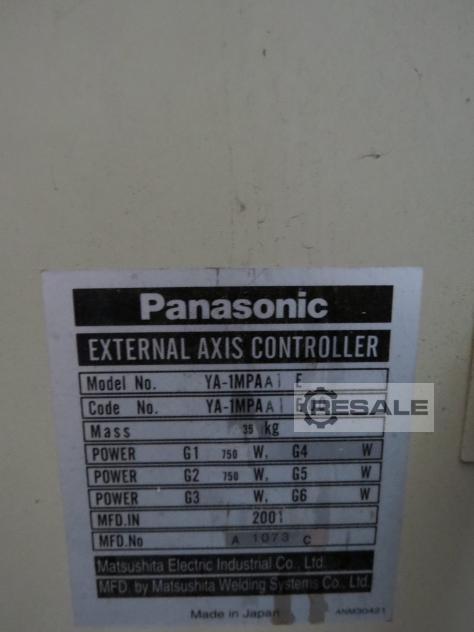 Panasonic
EXTERNAL AXIS CONTROLLER
Model No. YA-1MPAA1 E
Code No. YA-1MPAA1
RESALE
Mass 35 kg
POWER G1 750 W, G4 W
POWER G2 750 W, G5 W
POWER G3 W, G6 W
MFD.IN 2001
MFD.No A 1073 C
Matsushita Electric Industrial Co., Ltd.
MFD. by Matsushita Welding Systems Co., Ltd.
Made in Japan ANM30421